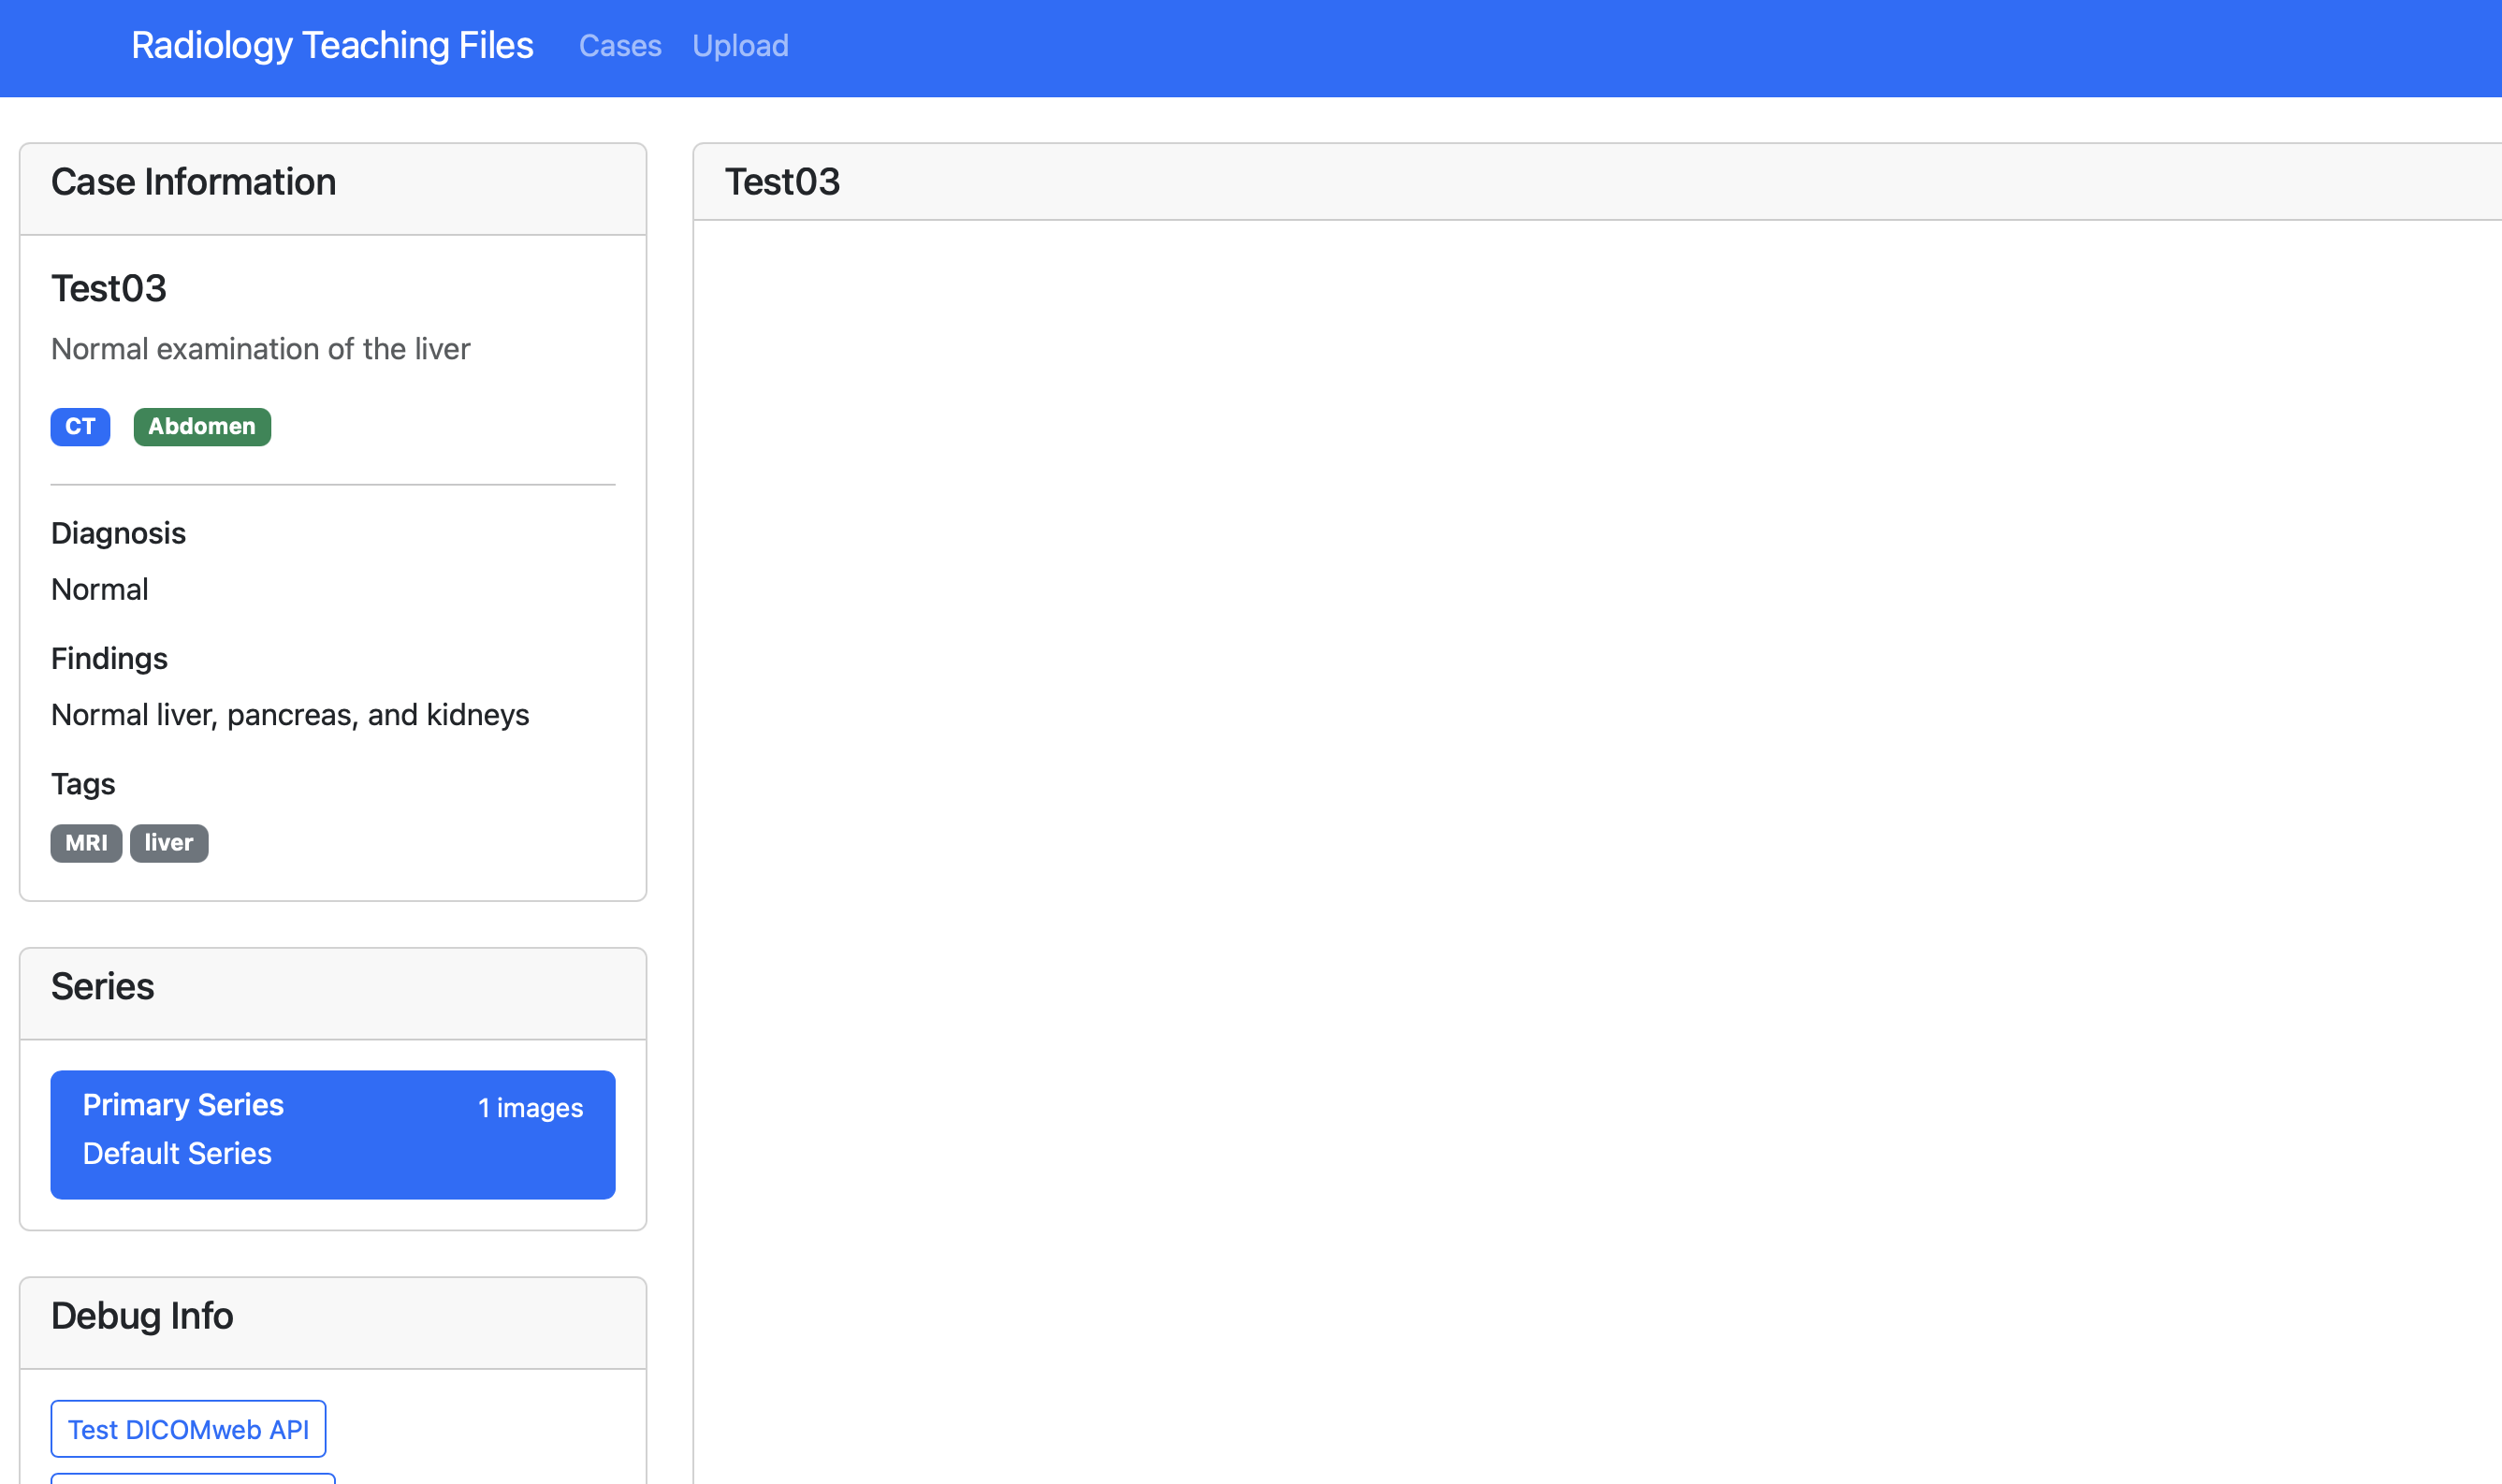 Radiology Teaching Files Cases Upload
Case Information
Test03
Normal examination of the liver
CT Abdomen
Diagnosis
Normal
Findings
Normal liver, pancreas, and kidneys
Tags
MRI liver
Series
Primary Series 1 images
Default Series
Debug Info
Test DICOMweb API
Test03